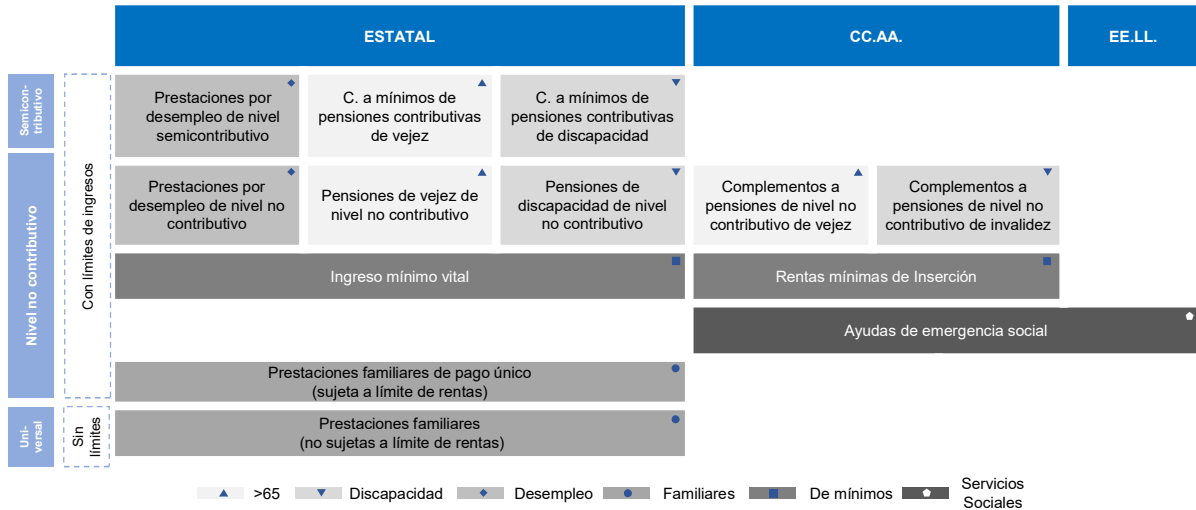 ESTATAL
CC.AA.
EE.LL.
Semicon-
tributivo
Nivel no contributivo
Uni-
versal
Con límites de ingresos
Sin
límites
Prestaciones por
desempleo de nivel
semicontributivo
C. a mínimos de
pensiones contributivas
de vejez
C. a mínimos de
pensiones contributivas
de discapacidad
Prestaciones por
desempleo de nivel no
contributivo
Pensiones de vejez de
nivel no contributivo
Pensiones de
discapacidad de nivel
no contributivo
Complementos a
pensiones de nivel no
contributivo de vejez
Complementos a
pensiones de nivel no
contributivo de invalidez
Ingreso mínimo vital
Rentas mínimas de Inserción
Ayudas de emergencia social
Prestaciones familiares de pago único
(sujeta a límite de rentas)
Prestaciones familiares
(no sujetas a límite de rentas)
>65
Discapacidad
Desempleo
Familiares
De mínimos
Servicios
Sociales